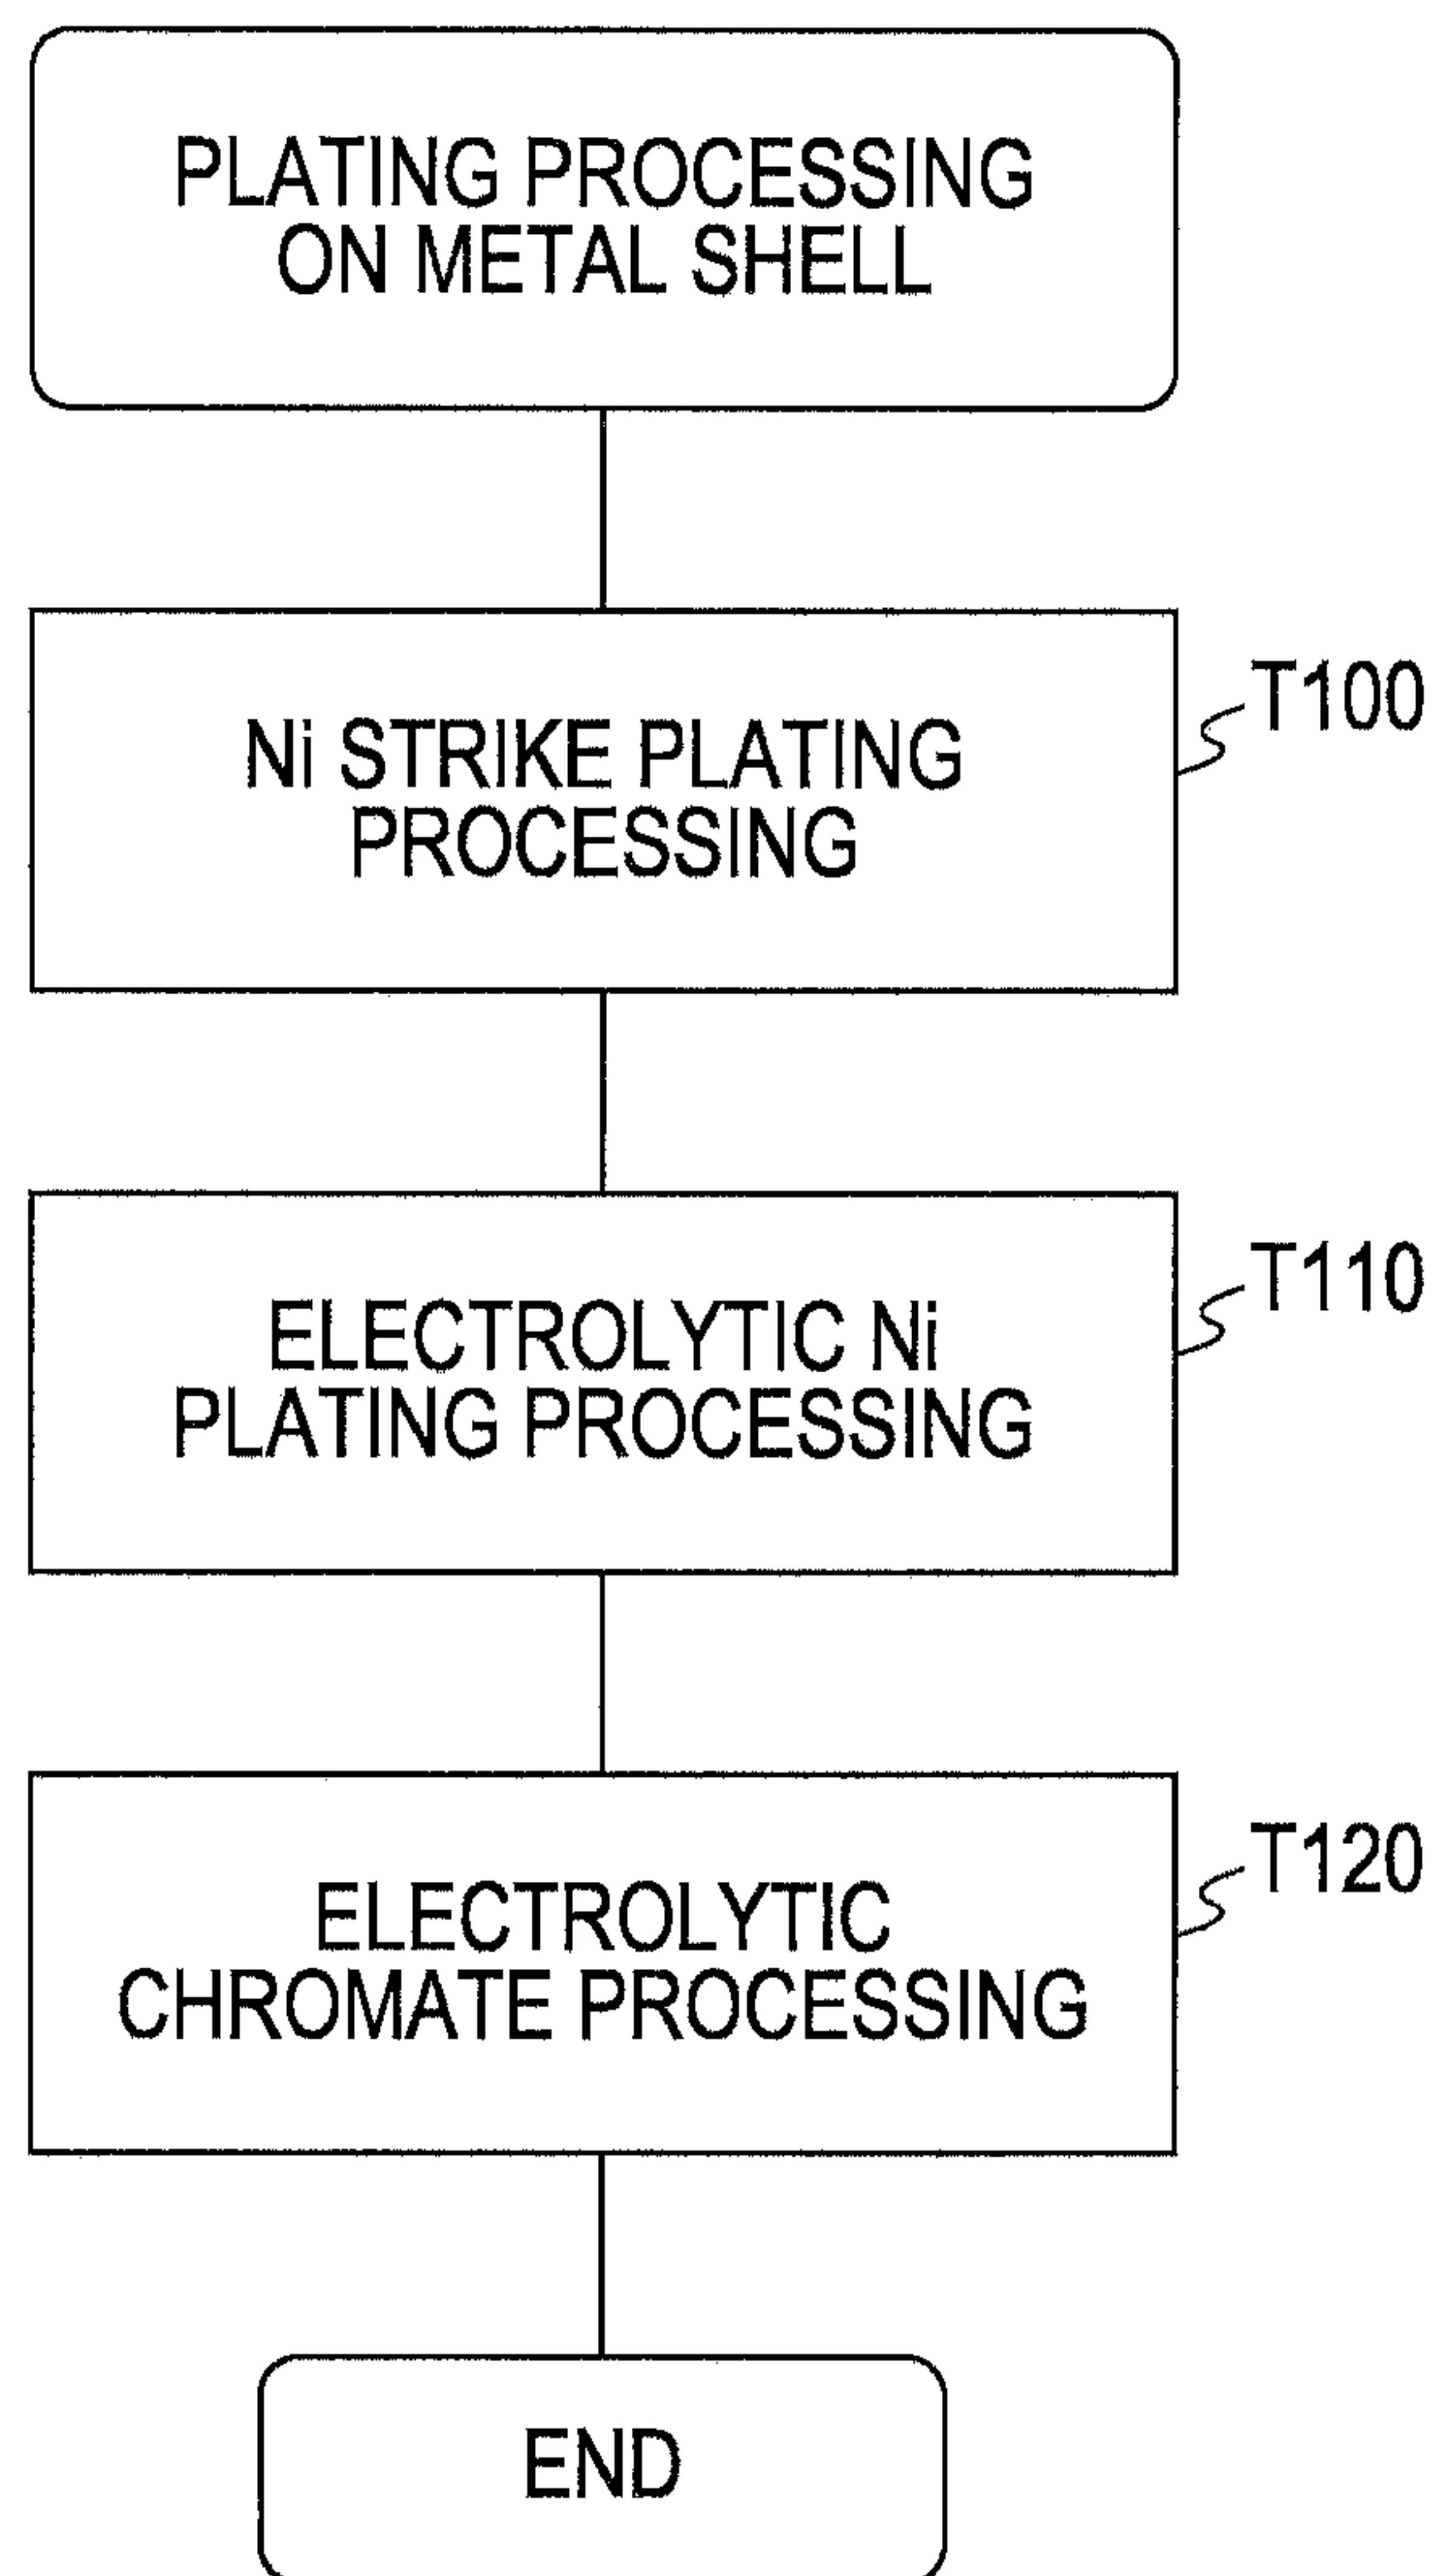 PLATING PROCESSING
ON METAL SHELL
Ni STRIKE PLATING
PROCESSING
T100
ELECTROLYTIC Ni
PLATING PROCESSING
T110
ELECTROLYTIC
CHROMATE PROCESSING
T120
END